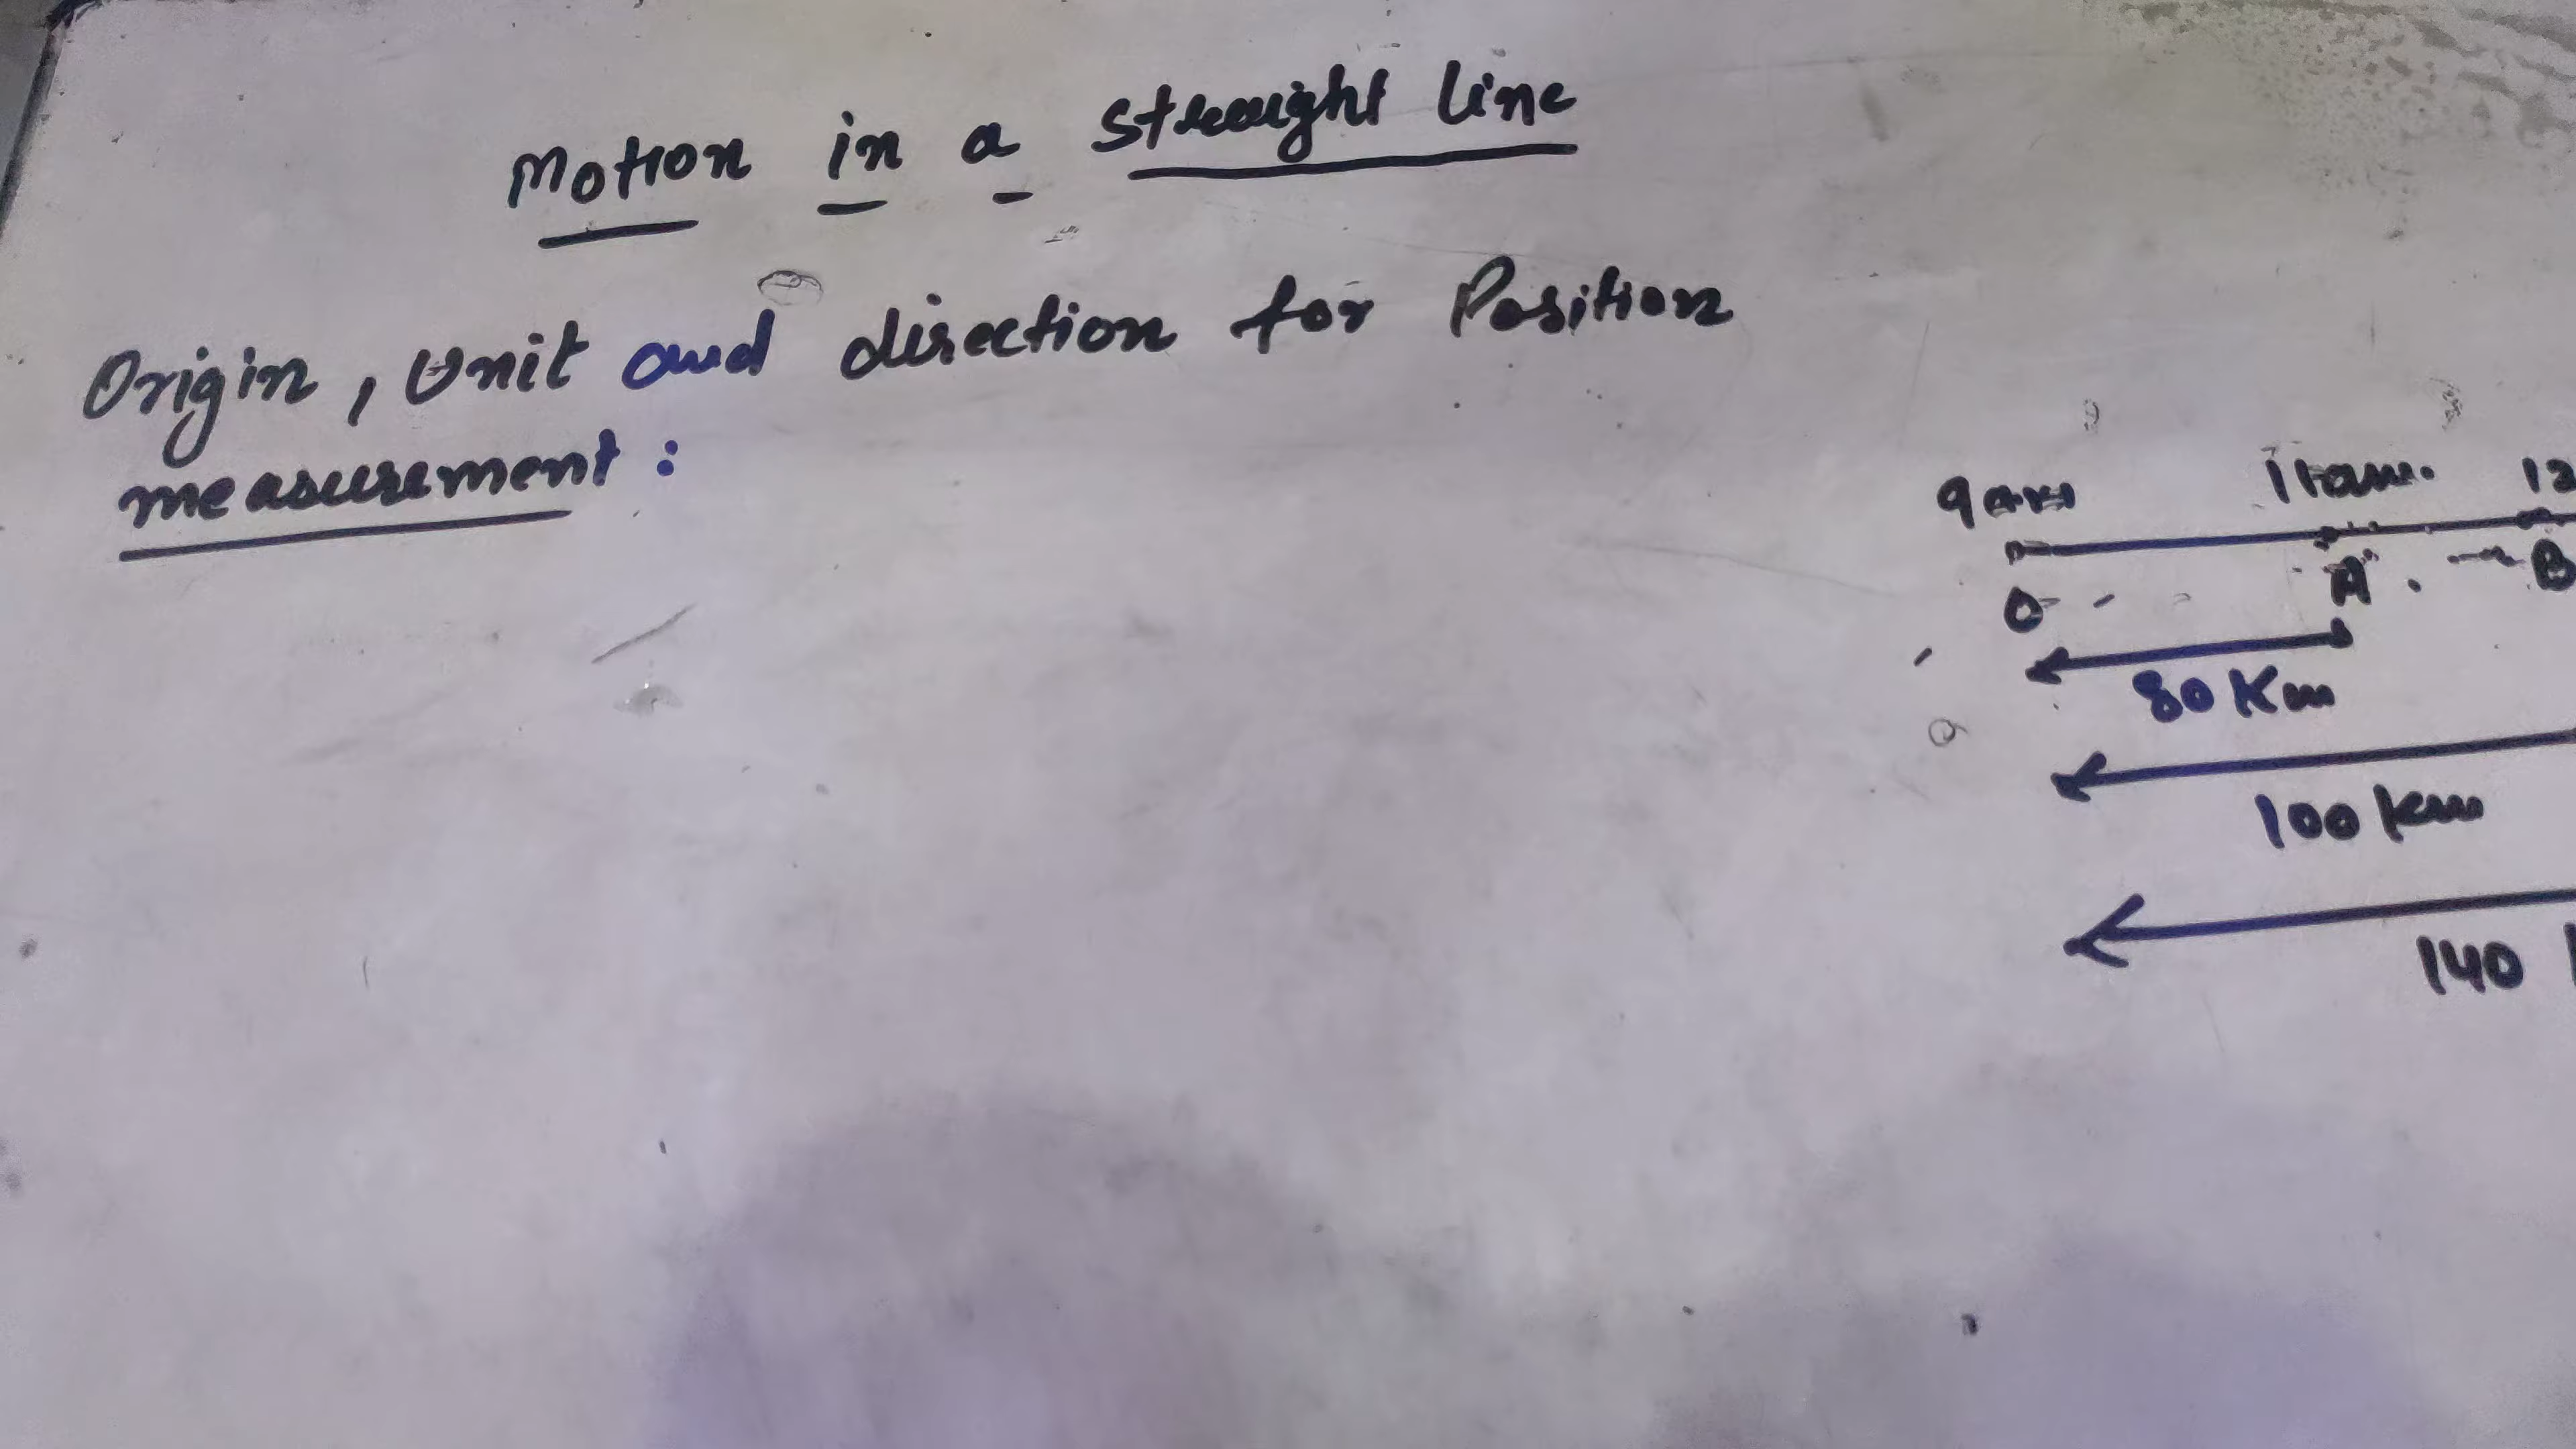 Motion in a straight line
Origin, Unit and direction for Position
measurement:
9am 11am. 12
O A B
80 Km
100 Km
140